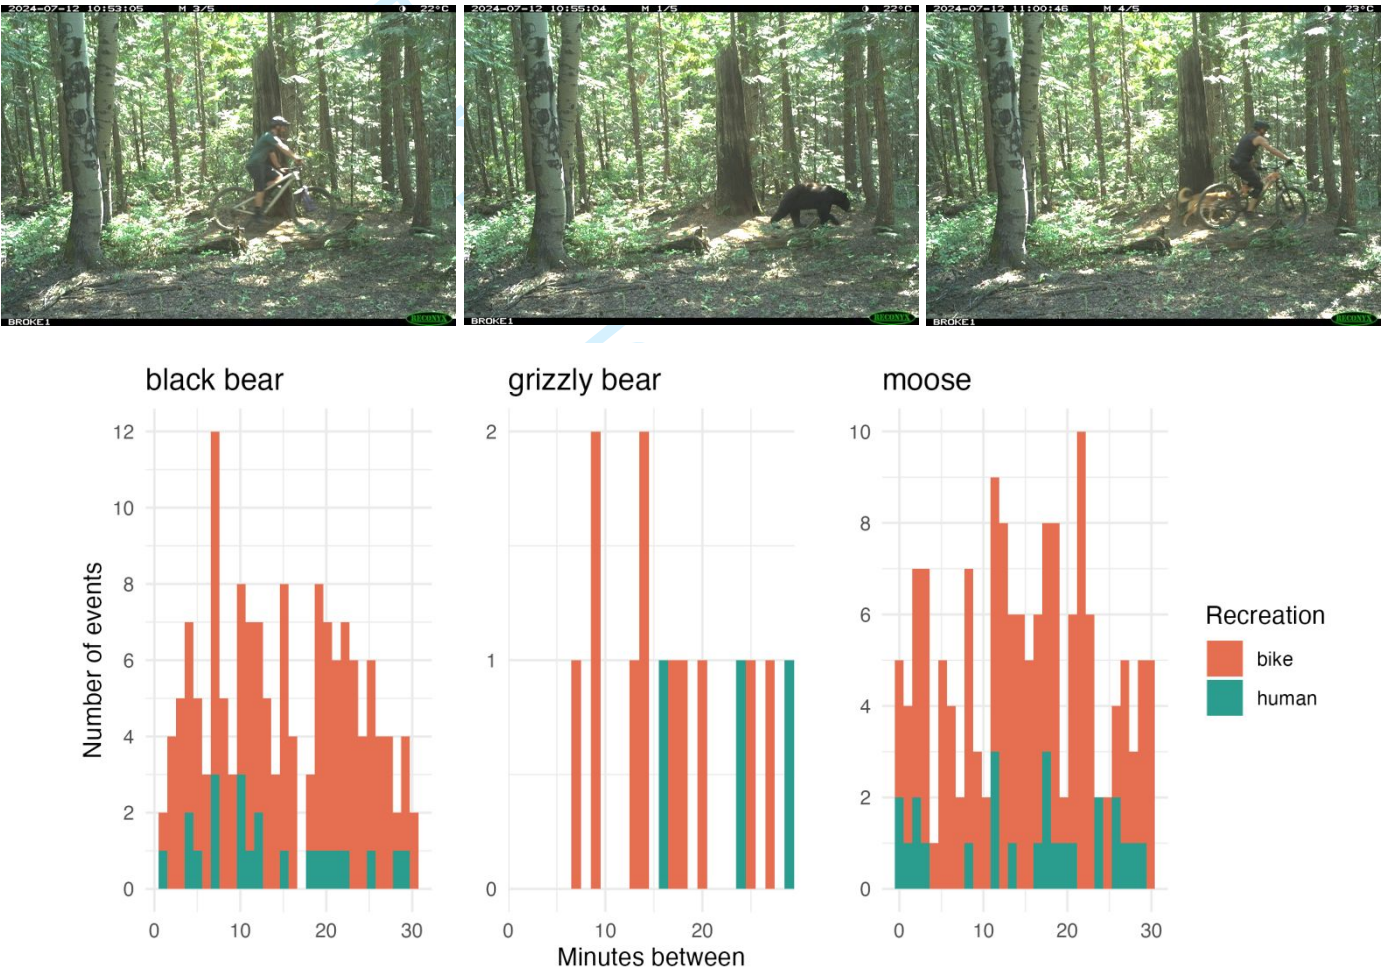 2024-07-12 10:53:05 M 3/5 22°C
BROKE1 RECONYX
2024-07-12 10:55:04 M 1/5 22°C
BROKE1 RECONYX
2024-07-12 11:00:46 M 4/5 23°C
BROKE1 RECONYX
black bear
12
10
8
6
4
2
0
0 10 20 30
grizzly bear
2
1
0
0 10 20
moose
10
8
6
4
2
0
0 10 20 30
Number of events
Minutes between
Recreation
bike
human